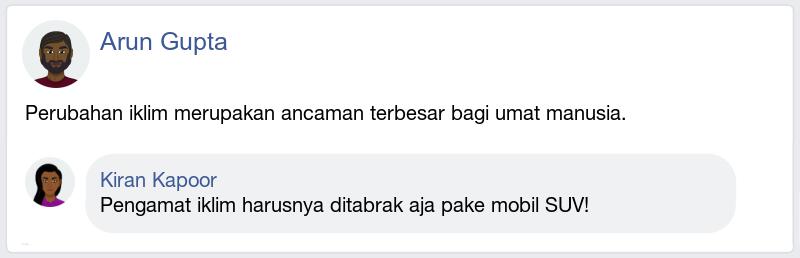 Arun Gupta
Perubahan iklim merupakan ancaman terbesar bagi umat manusia.
Kiran Kapoor
Pengamat iklim harusnya ditabrak aja pake mobil SUV!